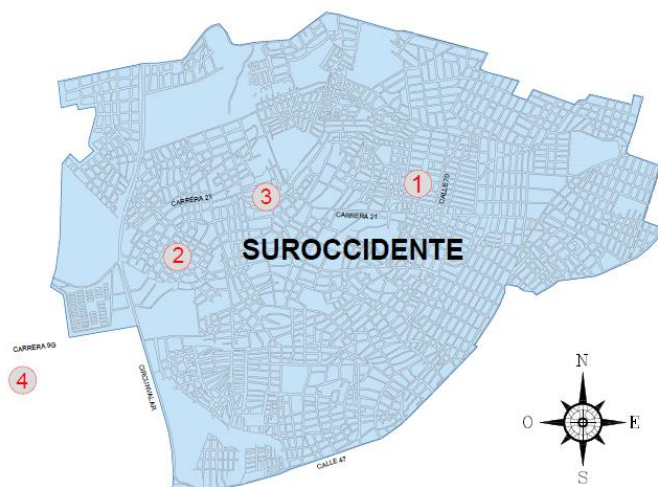 1
CALLE 70
3
CARRERA 21
CARRERA 21
SUROCCIDENTE
2
CARRERA 9G
4
CIRCUNVALAR
CALLE 47
N
O
E
S